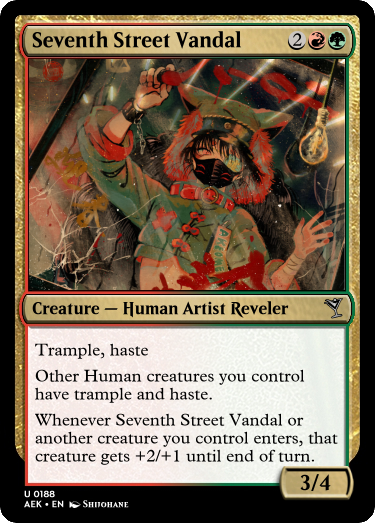 Seventh Street Vandal 2
Creature — Human Artist Reveler
Trample, haste
Other Human creatures you control
have trample and haste.
Whenever Seventh Street Vandal or
another creature you control enters, that
creature gets +2/+1 until end of turn.
3/4
U 0188
AEK • EN SHIJOHANE